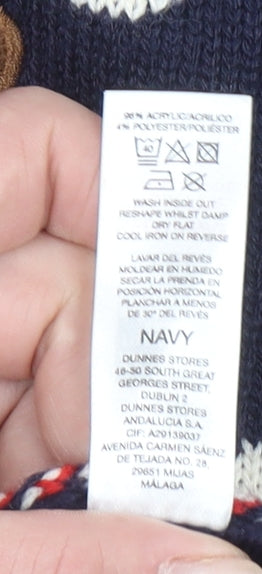 96% ACRYLIC/ACRILICO
4% POLYESTER/POLIÉSTER
40
WASH INSIDE OUT
RESHAPE WHILST DAMP
DRY FLAT
COOL IRON ON REVERSE
LAVAR DEL REVÉS
MOLDEAR EN HUMEDO
SECAR LA PRENDA EN
POSICIÓN HORIZONTAL
PLANCHAR A MENOS
DE 30° DEL REVÉS
NAVY
DUNNES STORES
46-50 SOUTH GREAT
GEORGES STREET,
DUBLIN 2
DUNNES STORES
ANDALUCIA S.A.
CIF: A29139037
AVENIDA CARMEN SÁENZ
DE TEJADA NO. 28,
29651 MIJAS
MÁLAGA